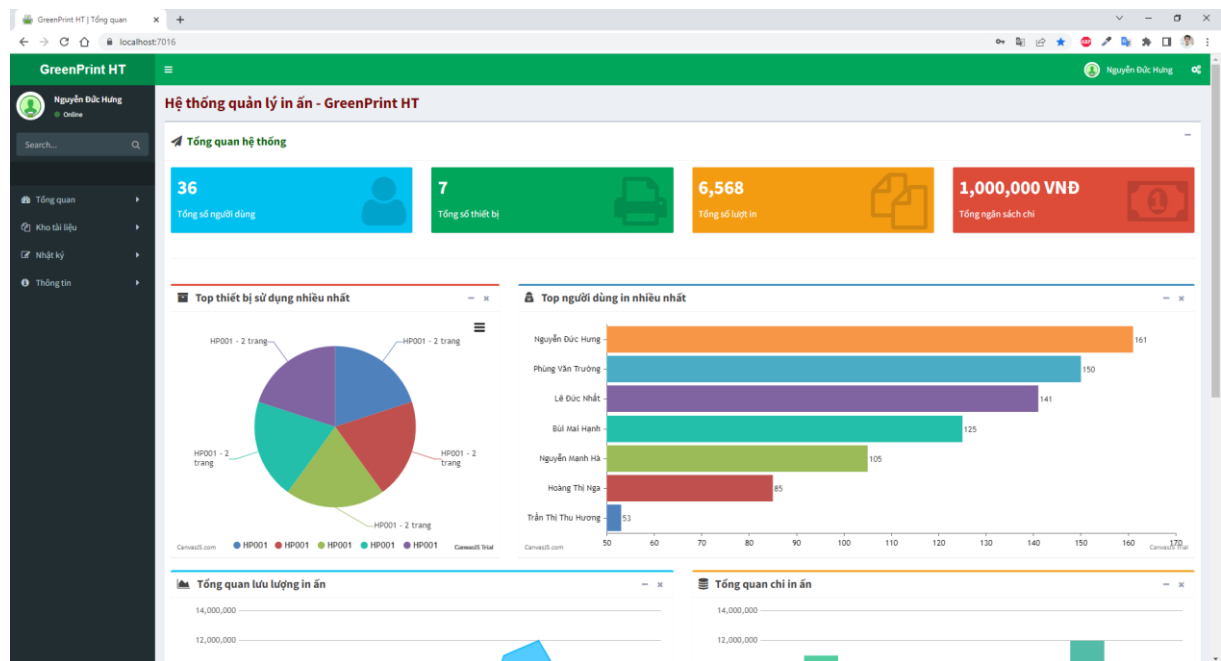 GreenPrint HT | Tổng quan
localhost:7016
GreenPrint HT
Nguyễn Đức Hưng
Nguyễn Đức Hưng
Online
Search...
Tổng quan
Kho tài liệu
Nhật ký
Thông tin
Hệ thống quản lý in ấn - GreenPrint HT
Tổng quan hệ thống
36
Tổng số người dùng
7
Tổng số thiết bị
6,568
Tổng số lượt in
1,000,000 VNĐ
Tổng ngân sách chi
Top thiết bị sử dụng nhiều nhất
HP001 - 2 trang
HP001 - 2 trang
HP001 - 2
trang
HP001 - 2
trang
HP001 - 2 trang
CanvasJS.com
HP001 HP001 HP001 HP001 HP001
CanvasJS Trial
Top người dùng in nhiều nhất
Nguyễn Đức Hưng 161
Phùng Văn Trường 150
Lê Đức Nhất 141
Bùi Mai Hạnh 125
Nguyễn Mạnh Hà 105
Hoàng Thị Nga 85
Trần Thị Thu Hương 53
50 60 70 80 90 100 110 120 130 140 150 160 170
CanvasJS.com
CanvasJS Trial
Tổng quan lưu lượng in ấn
14,000,000
12,000,000
Tổng quan chi in ấn
14,000,000
12,000,000